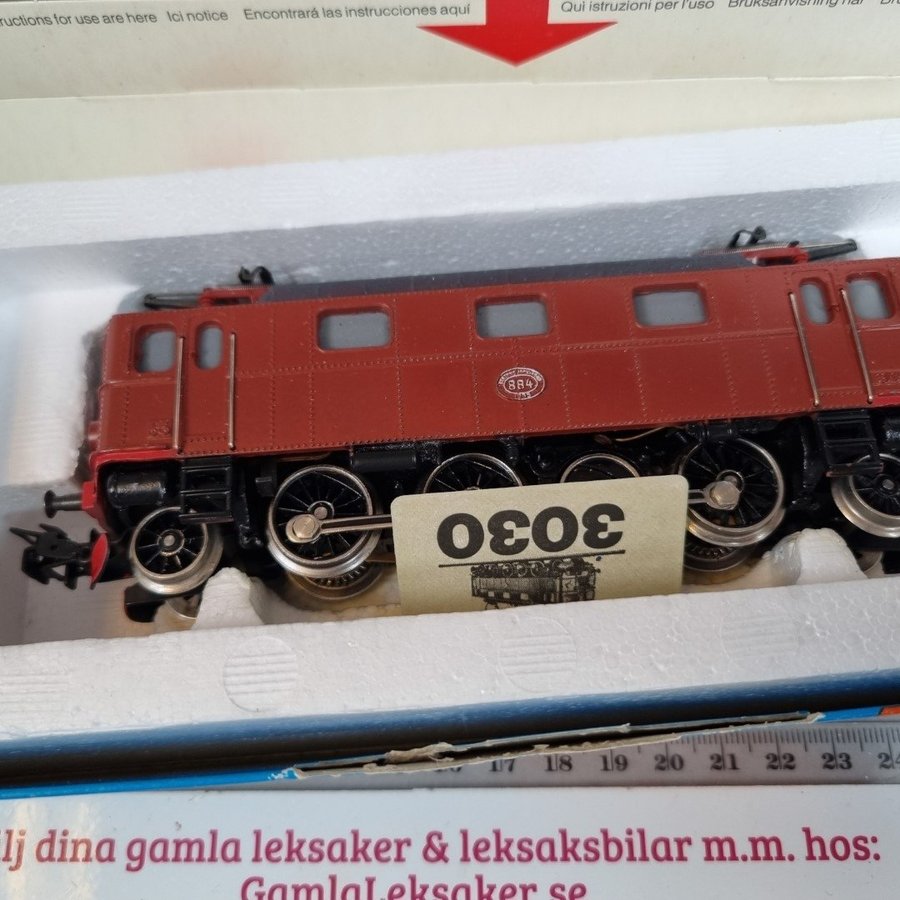 ructions for use are here Ici notice Encontrará las instrucciones aquí
Qui istruzioni per l'uso Bruksanvisning här
884
3030
17 18 19 20 21 22 23 24
lj dina gamla leksaker & leksaksbilar m.m. hos:
GamlaLeksaker.se